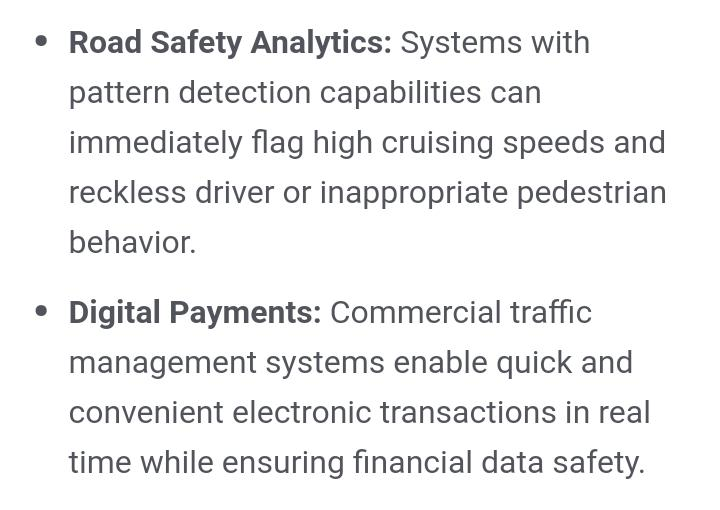 • Road Safety Analytics: Systems with
pattern detection capabilities can
immediately flag high cruising speeds and
reckless driver or inappropriate pedestrian
behavior.
• Digital Payments: Commercial traffic
management systems enable quick and
convenient electronic transactions in real
time while ensuring financial data safety.